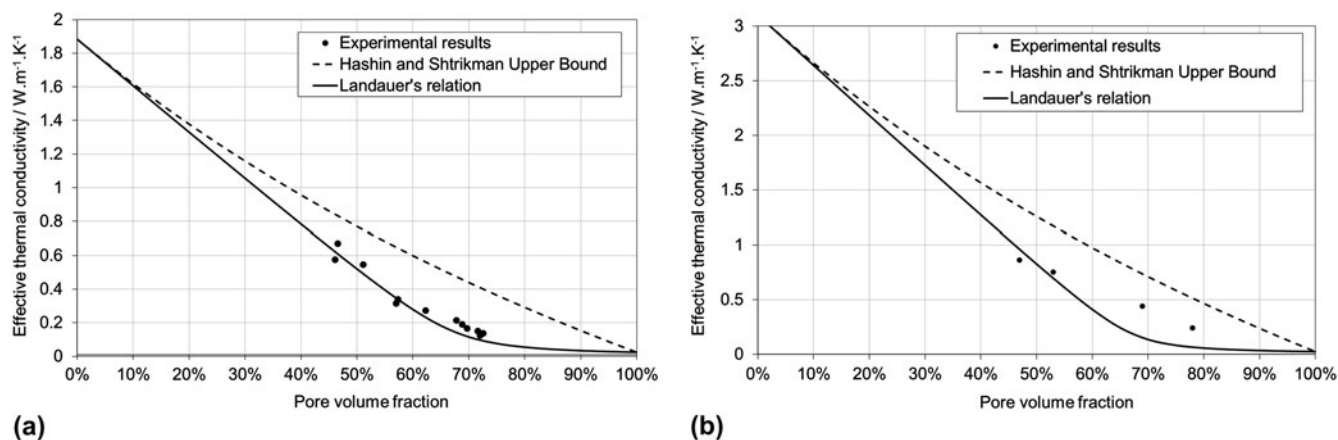 Effective thermal conductivity / W.m⁻¹.K⁻¹
2
1.8
1.6
1.4
1.2
1
0.8
0.6
0.4
0.2
0
Experimental results
Hashin and Shtrikman Upper Bound
Landauer's relation
0% 10% 20% 30% 40% 50% 60% 70% 80% 90% 100%
Pore volume fraction
(a)
Effective thermal conductivity / W.m⁻¹.K⁻¹
3
2.5
2
1.5
1
0.5
0
Experimental results
Hashin and Shtrikman Upper Bound
Landauer's relation
0% 10% 20% 30% 40% 50% 60% 70% 80% 90% 100%
Pore volume fraction
(b)